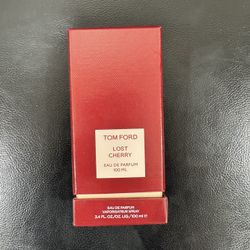 TOM FORD
LOST
CHERRY
EAU DE PARFUM
100 ML
EAU DE PARFUM
VAPORISATEUR SPRAY
3.4 FL.OZ./OZ. LIQ./100 ml ℮